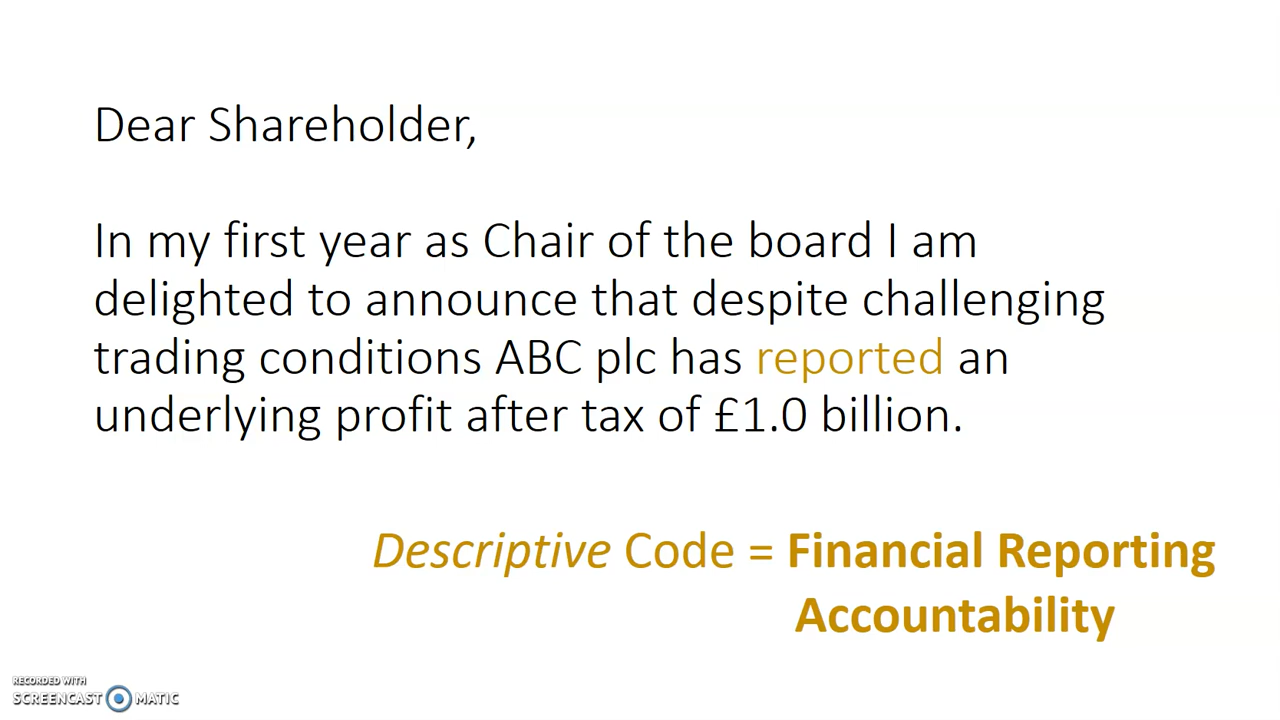 Dear Shareholder,
In my first year as Chair of the board I am
delighted to announce that despite challenging
trading conditions ABC plc has reported an
underlying profit after tax of £1.0 billion.
Descriptive Code = Financial Reporting
Accountability
RECORDED WITH
SCREENCAST MATIC